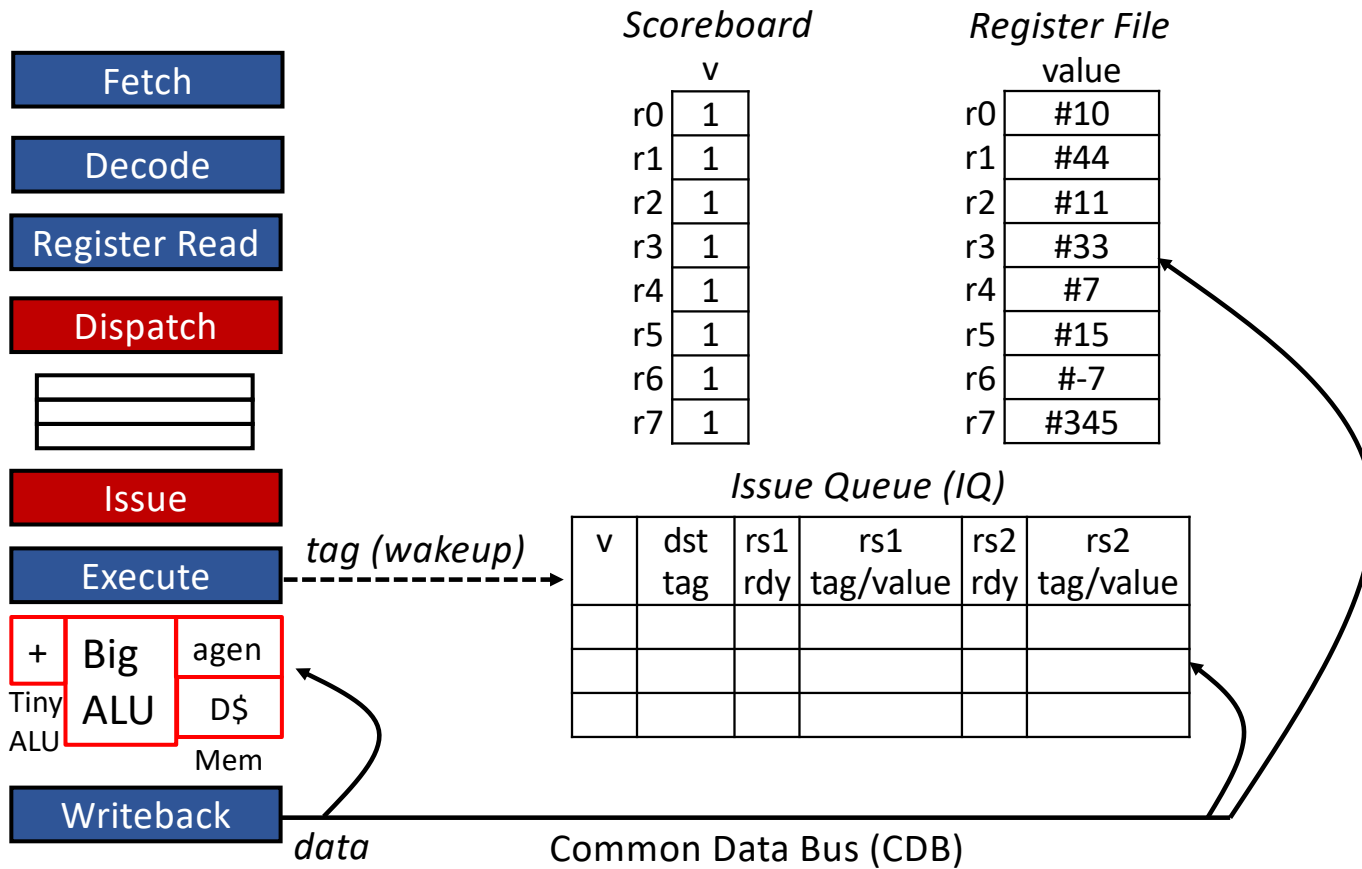 Fetch
Decode
Register Read
Dispatch
Issue
Execute
+
Big
ALU
agen
D$
Tiny
ALU
Mem
Writeback
Scoreboard
v
r0 1
r1 1
r2 1
r3 1
r4 1
r5 1
r6 1
r7 1
Register File
value
r0 #10
r1 #44
r2 #11
r3 #33
r4 #7
r5 #15
r6 #-7
r7 #345
tag (wakeup)
Issue Queue (IQ)
v dst rs1 rs1 rs2 rs2
tag rdy tag/value rdy tag/value
data
Common Data Bus (CDB)